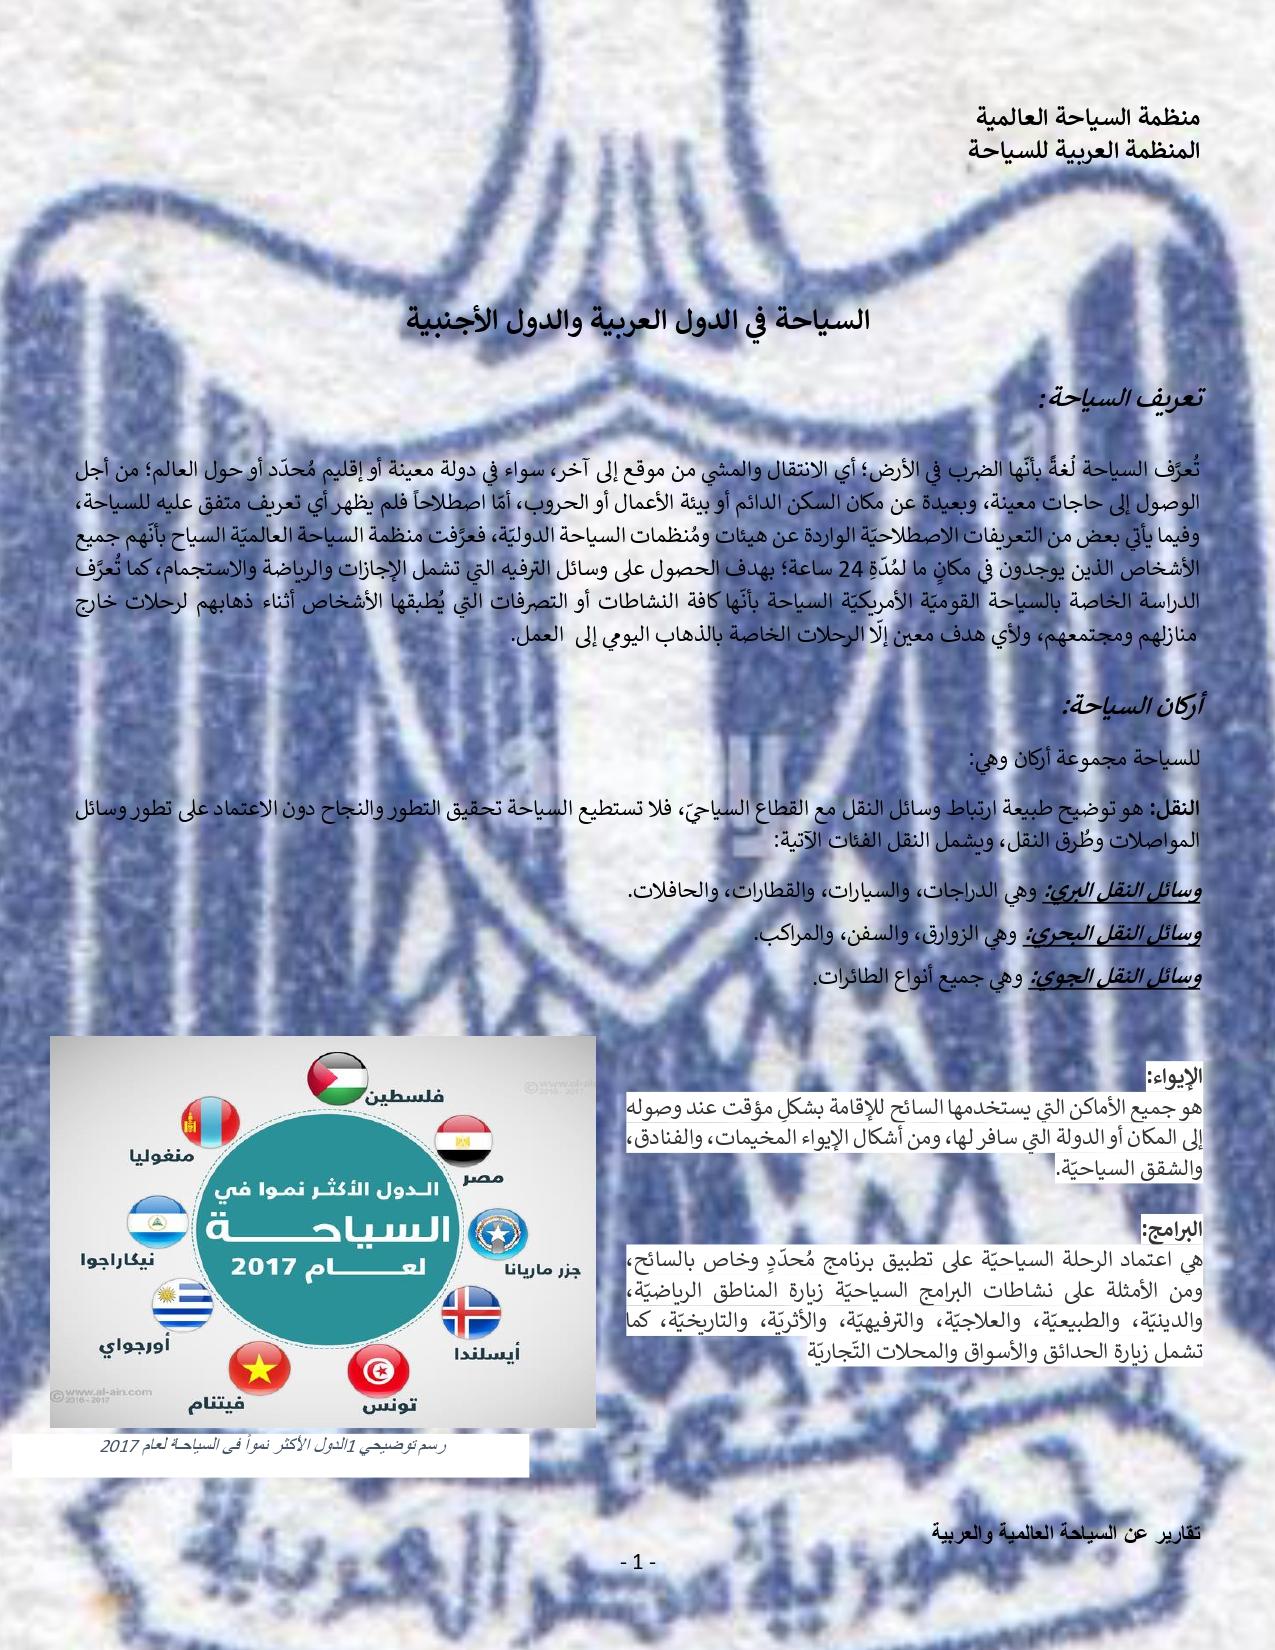 منظمة السياحة العالمية
المنظمة العربية للسياحة
السياحة في الدول العربية والدول الأجنبية
تعريف السياحة:
تُعرَّف السياحة لُغةً بأنّها الضرب في الأرض؛ أي الانتقال والمشي من موقع إلى آخر، سواء في دولة معينة أو إقليم مُحدّد أو حول العالم؛ من أجل
الوصول إلى حاجات معينة، وبعيدة عن مكان السكن الدائم أو بيئة الأعمال أو الحروب، أمّا اصطلاحاً فلم يظهر أي تعريف متفق عليه للسياحة،
وفيما يأتي بعض من التعريفات الاصطلاحيّة الواردة عن هيئات ومُنظمات السياحة الدوليّة، فعرَّفت منظمة السياحة العالميّة السياح بأنّهم جميع
الأشخاص الذين يوجدون في مكانٍ ما لمُدّةِ 24 ساعة؛ بهدف الحصول على وسائل الترفيه التي تشمل الإجازات والرياضة والاستجمام، كما تُعرَّف
الدراسة الخاصة بالسياحة القوميّة الأمريكيّة السياحة بأنّها كافة النشاطات أو التصرفات التي يُطبقها الأشخاص أثناء ذهابهم لرحلات خارج
منازلهم ومجتمعهم، ولأي هدف معين إلّا الرحلات الخاصة بالذهاب اليومي إلى العمل.
أركان السياحة:
للسياحة مجموعة أركان وهي:
النقل: هو توضيح طبيعة ارتباط وسائل النقل مع القطاع السياحيّ، فلا تستطيع السياحة تحقيق التطور والنجاح دون الاعتماد على تطور وسائل
المواصلات وطُرق النقل، ويشمل النقل الفئات الآتية:
وسائل النقل البري: وهي الدراجات، والسيارات، والقطارات، والحافلات.
وسائل النقل البحري: وهي الزوارق، والسفن، والمراكب.
وسائل النقل الجوي: وهي جميع أنواع الطائرات.
الإيواء:
هو جميع الأماكن التي يستخدمها السائح للإقامة بشكلٍ مؤقت عند وصوله
إلى المكان أو الدولة التي سافر لها، ومن أشكال الإيواء المخيمات، والفنادق،
والشقق السياحيّة.
البرامج:
هي اعتماد الرحلة السياحيّة على تطبيق برنامج مُحدّدٍ وخاص بالسائح،
ومن الأمثلة على نشاطات البرامج السياحيّة زيارة المناطق الرياضيّة،
والدينيّة، والطبيعيّة، والعلاجيّة، والترفيهيّة، والأثريّة، والتاريخيّة، كما
تشمل زيارة الحدائق والأسواق والمحلات التّجاريّة
فلسطين
منغوليا
مصر
الدول الأكثر نموا في
السياحة
لعام 2017
نيكاراجوا
جزر ماريانا
أورجواي
أيسلندا
فيتنام
تونس
© www.al-ain.com
2016 - 2017
رسم توضيحي 1الدول الأكثر نمواً في السياحة لعام 2017
تقارير عن السياحة العالمية والعربية
- 1 -
جمهورية مصر العربية